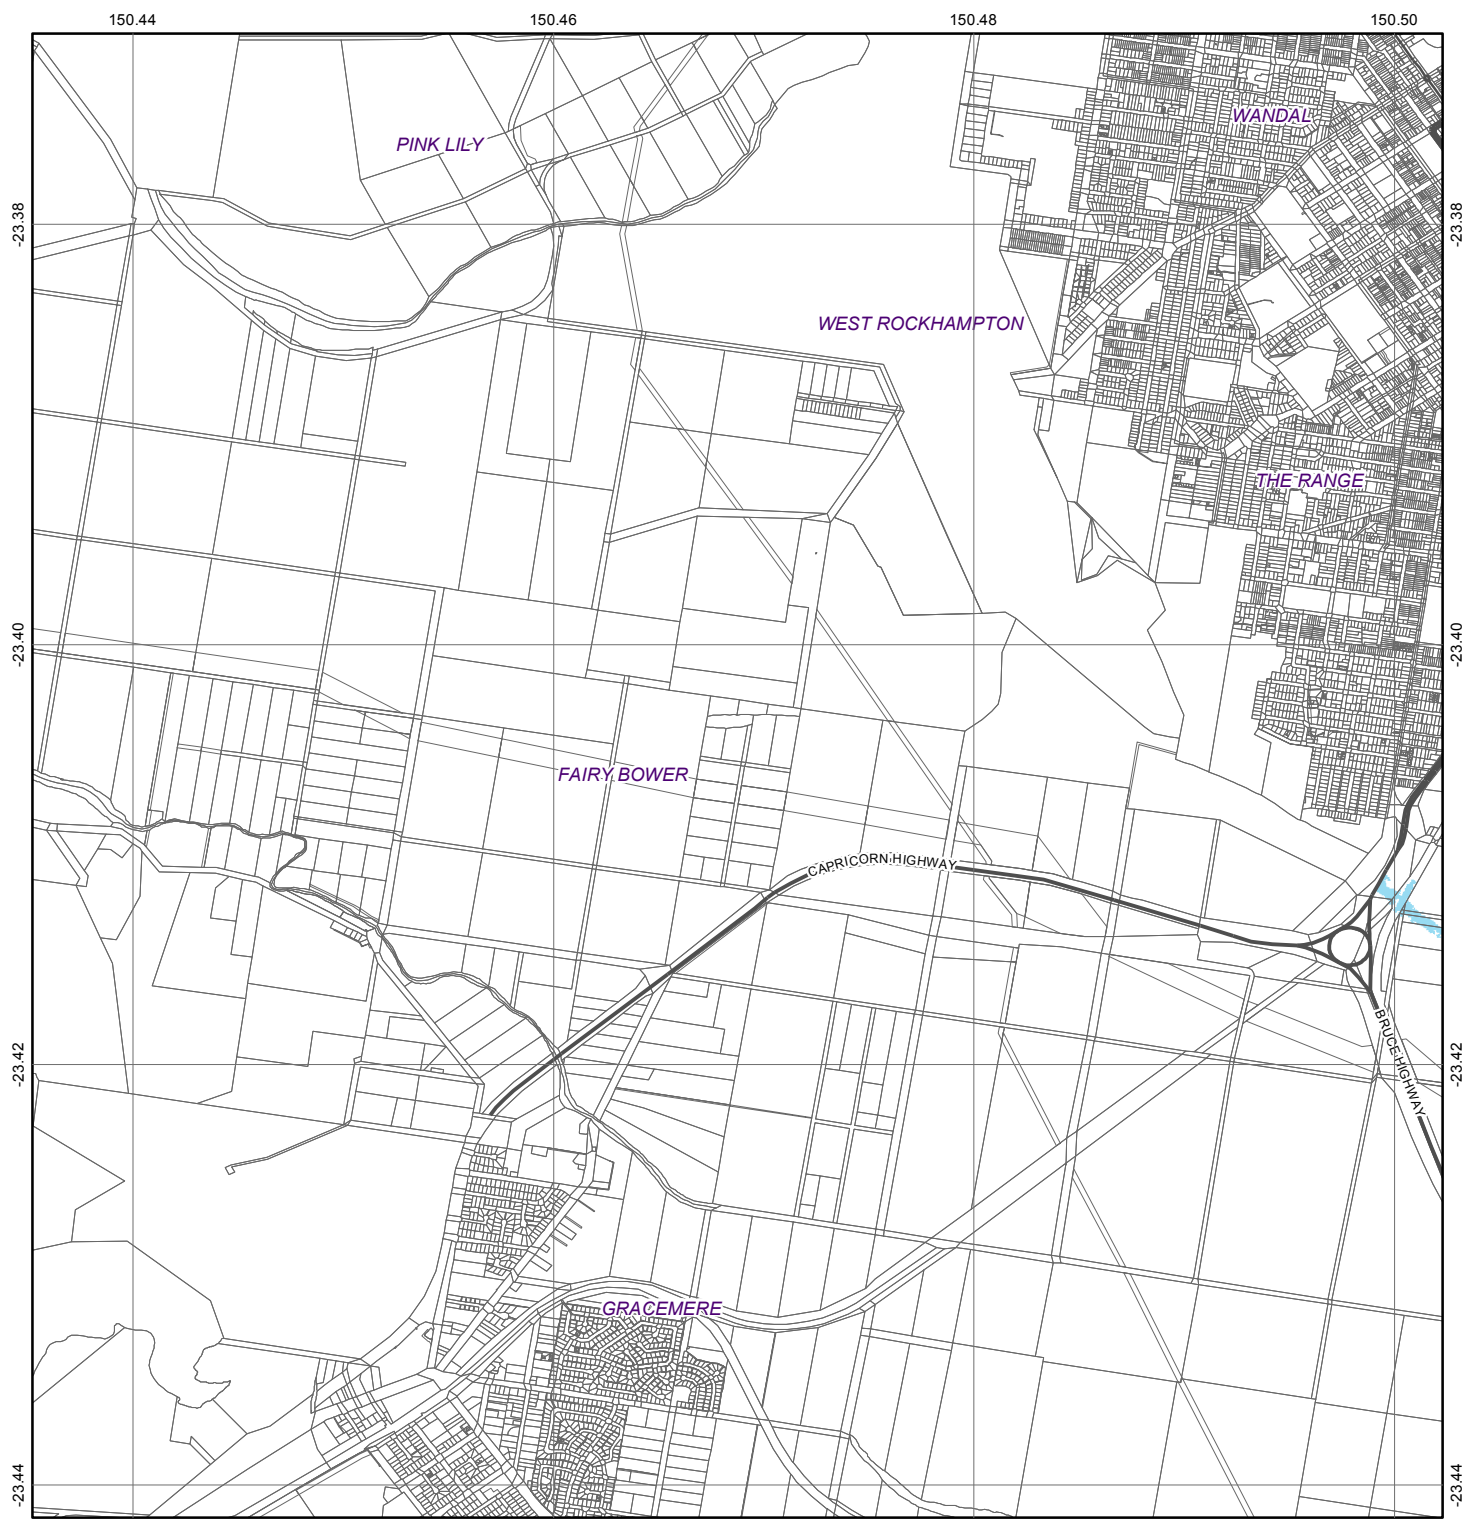 150.44
150.46
150.48
150.50
WANDAL
PINK LILY
-23.38
-23.38
WEST ROCKHAMPTON
THE RANGE
-23.40
-23.40
FAIRY BOWER
CAPRICORN HIGHWAY
BRUCE HIGHWAY
-23.42
-23.42
GRACEMERE
-23.44
-23.44